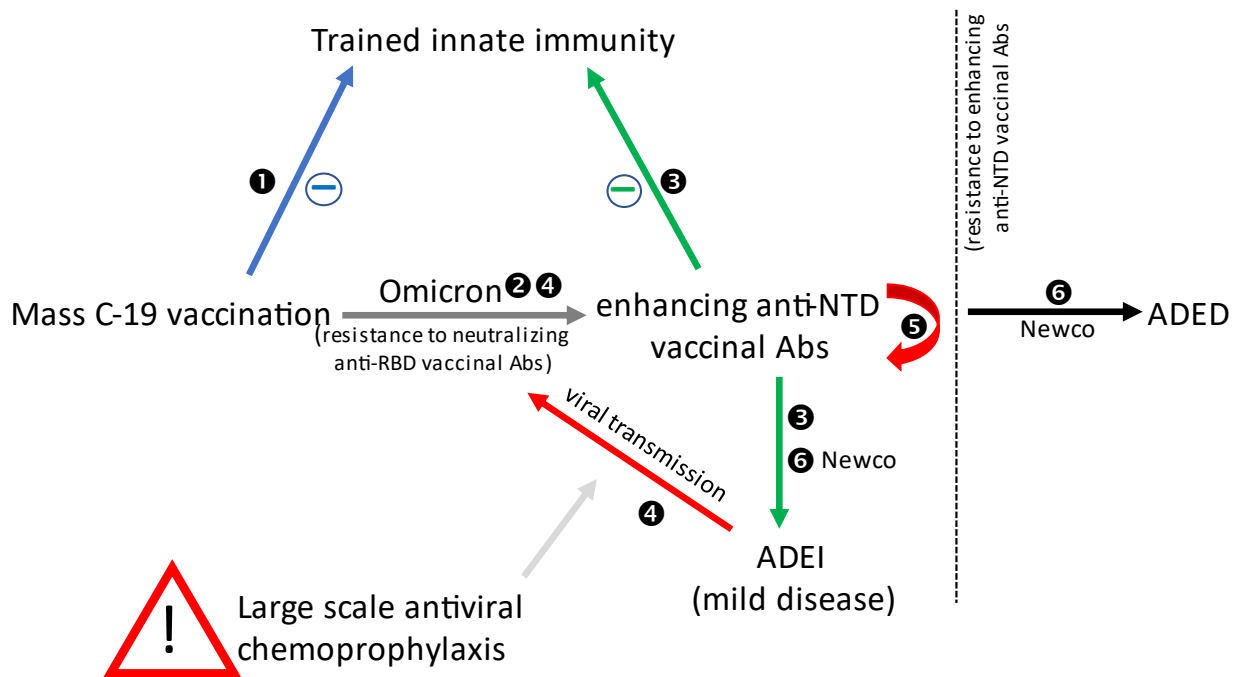 Trained innate immunity
(resistance to enhancing
anti-NTD vaccinal Abs
❶
❸
Mass C-19 vaccination
Omicron❷❹
(resistance to neutralizing
anti-RBD vaccinal Abs)
enhancing anti-NTD
vaccinal Abs
❺
❻
Newco
ADED
viral transmission
❸
❻ Newco
❹
ADEI
(mild disease)
!
Large scale antiviral
chemoprophylaxis